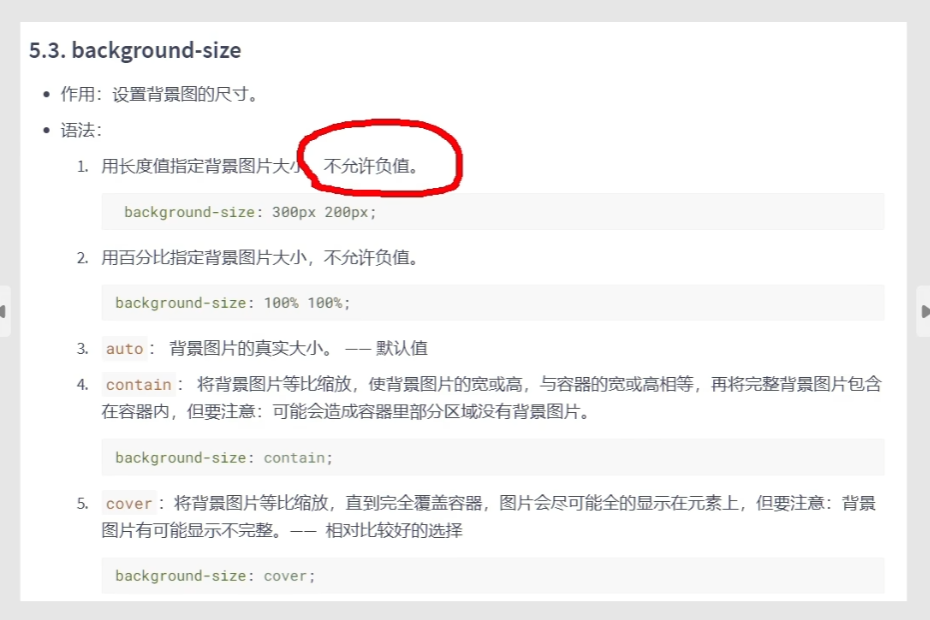 5.3. background-size
• 作用：设置背景图的尺寸。
• 语法：
1. 用长度值指定背景图片大小 不允许负值。
background-size: 300px 200px;
2. 用百分比指定背景图片大小，不允许负值。
background-size: 100% 100%;
3. auto： 背景图片的真实大小。 —— 默认值
4. contain： 将背景图片等比缩放，使背景图片的宽或高，与容器的宽或高相等，再将完整背景图片包含
在容器内，但要注意：可能会造成容器里部分区域没有背景图片。
background-size: contain;
5. cover：将背景图片等比缩放，直到完全覆盖容器，图片会尽可能全的显示在元素上，但要注意：背景
图片有可能显示不完整。—— 相对比较好的选择
background-size: cover;